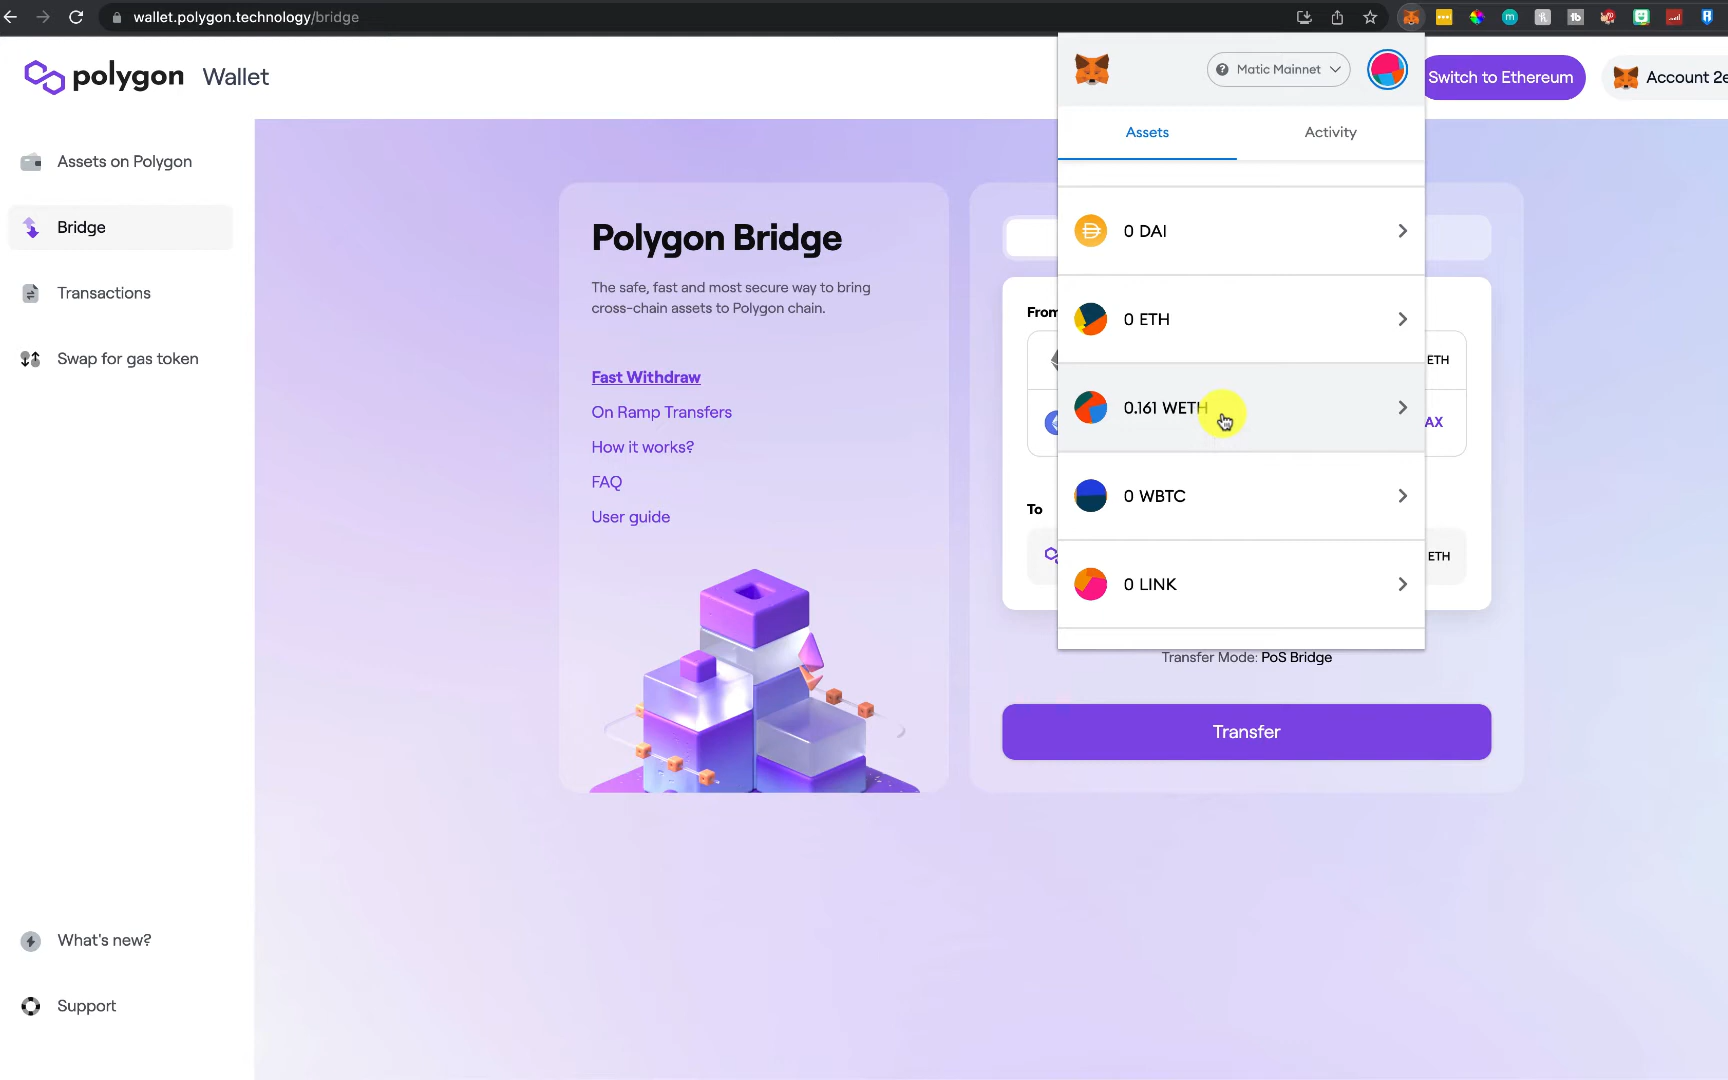 wallet.polygon.technology/bridge
polygon Wallet
Matic Mainnet
Switch to Ethereum
Account 2e
Assets on Polygon
Bridge
Transactions
Swap for gas token
What's new?
Support
Polygon Bridge
The safe, fast and most secure way to bring
cross-chain assets to Polygon chain.
Fast Withdraw
On Ramp Transfers
How it works?
FAQ
User guide
Assets
Activity
0 DAI
0 ETH
0.161 WETH
0 WBTC
0 LINK
From
ETH
AX
To
ETH
Transfer Mode: PoS Bridge
Transfer